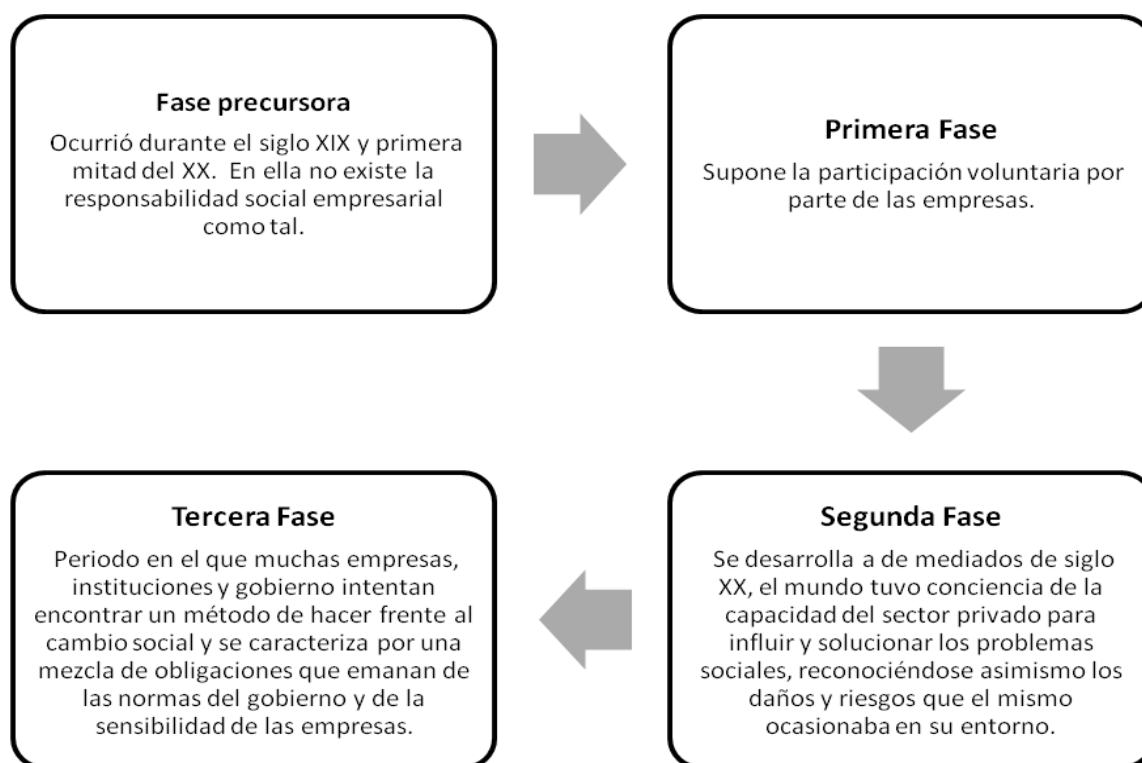 Fase precursora
Ocurrió durante el siglo XIX y primera
mitad del XX.  En ella no existe la
responsabilidad social empresarial
como tal.
Primera Fase
Supone la participación voluntaria por
parte de las empresas.
Segunda Fase
Se desarrolla a de mediados de siglo
XX, el mundo tuvo conciencia de la
capacidad del sector privado para
influir y solucionar los problemas
sociales, reconociéndose asimismo los
daños y riesgos que el mismo
ocasionaba en su entorno.
Tercera Fase
Periodo en el que muchas empresas,
instituciones y gobierno intentan
encontrar un método de hacer frente al
cambio social y se caracteriza por una
mezcla de obligaciones que emanan de
las normas del gobierno y de la
sensibilidad de las empresas.